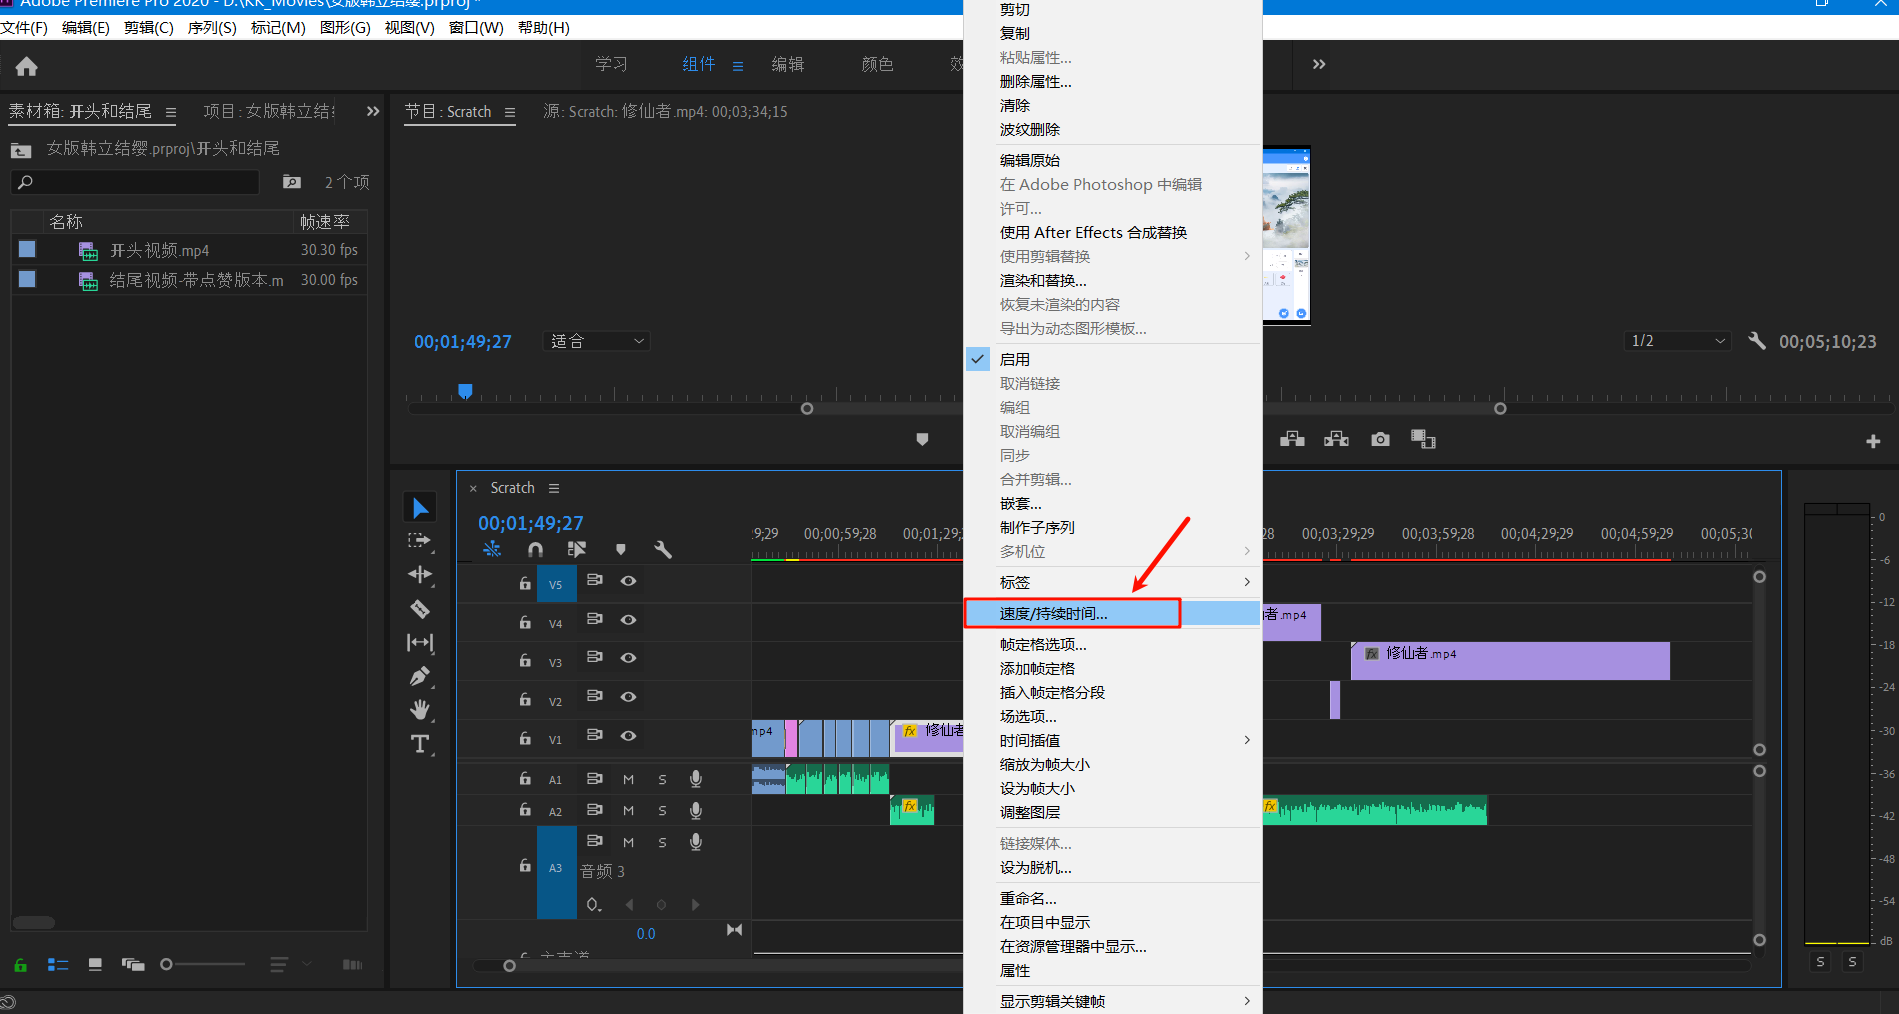 Adobe Premiere Pro 2020 - D:\KK_Movies\女版韩立结缨.prproj *
文件(F) 编辑(E) 剪辑(C) 序列(S) 标记(M) 图形(G) 视图(V) 窗口(W) 帮助(H)
学习 组件 编辑 颜色
素材箱: 开头和结尾 项目: 女版韩立结
女版韩立结缨.prproj\开头和结尾
2 个项
名称 帧速率
开头视频.mp4 30.30 fps
结尾视频-带点赞版本.m 30.00 fps
节目: Scratch 源: Scratch: 修仙者.mp4: 00;03;34;15
00;01;49;27 适合 1/2 00;05;10;23
剪切
复制
粘贴属性...
删除属性...
清除
波纹删除
编辑原始
在 Adobe Photoshop 中编辑
许可...
使用 After Effects 合成替换
使用剪辑替换
渲染和替换...
恢复未渲染的内容
导出为动态图形模板...
启用
取消链接
编组
取消编组
同步
合并剪辑...
嵌套...
制作子序列
多机位
标签
速度/持续时间...
帧定格选项...
添加帧定格
插入帧定格分段
场选项...
时间插值
缩放为帧大小
设为帧大小
调整图层
链接媒体...
设为脱机...
重命名...
在项目中显示
在资源管理器中显示...
属性
显示剪辑关键帧
× Scratch
00;01;49;27
:29;29 00;00;59;28 00;01;29;2 28 00;03;29;29 00;03;59;28 00;04;29;29 00;04;59;29 00;05;30
V5
V4 者.mp4
V3 fx 修仙者.mp4
V2
V1 mp4 fx 修仙
A1 M S
A2 M S fx fx
A3 M S
音频 3
0.0
0
-6
-12
-18
-24
-30
-36
-42
-48
-54
dB
S S